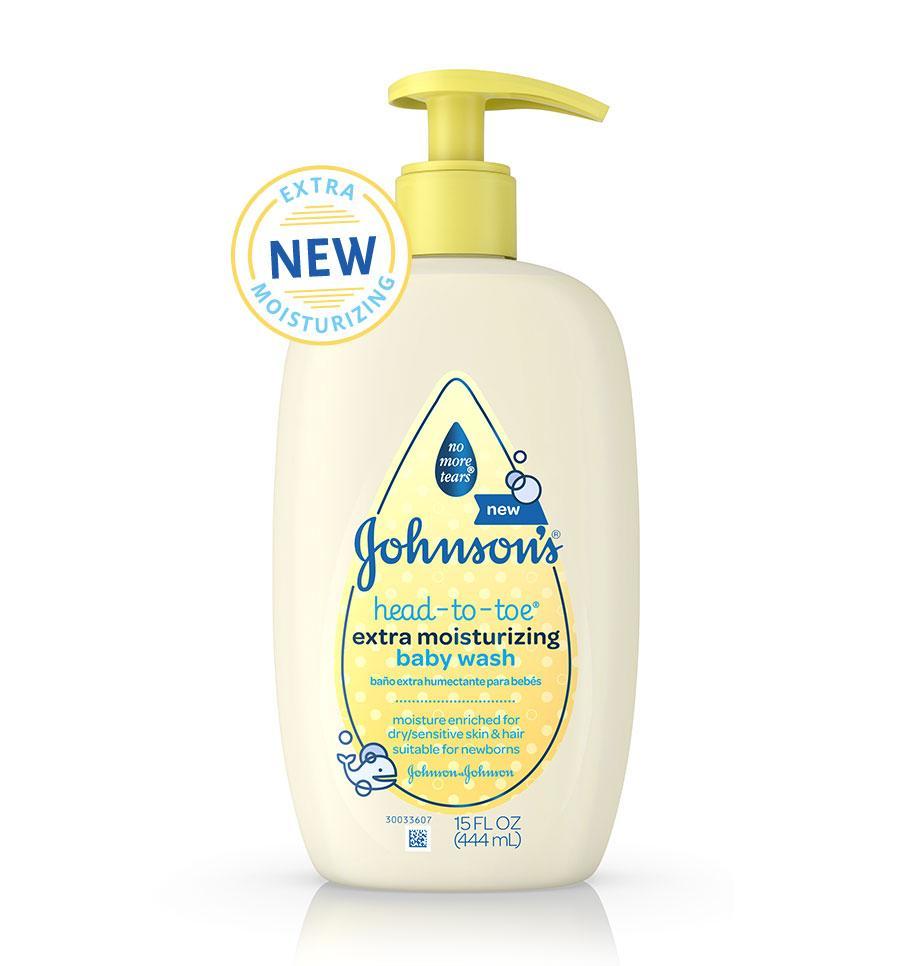 EXTRA
NEW
MOISTURIZING
no
more
tears®
new
Johnson's®
head-to-toe®
extra moisturizing
baby wash
baño extra humectante para bebés
moisture enriched for
dry/sensitive skin & hair
suitable for newborns
Johnson & Johnson
30033607
15 FL OZ
(444 mL)